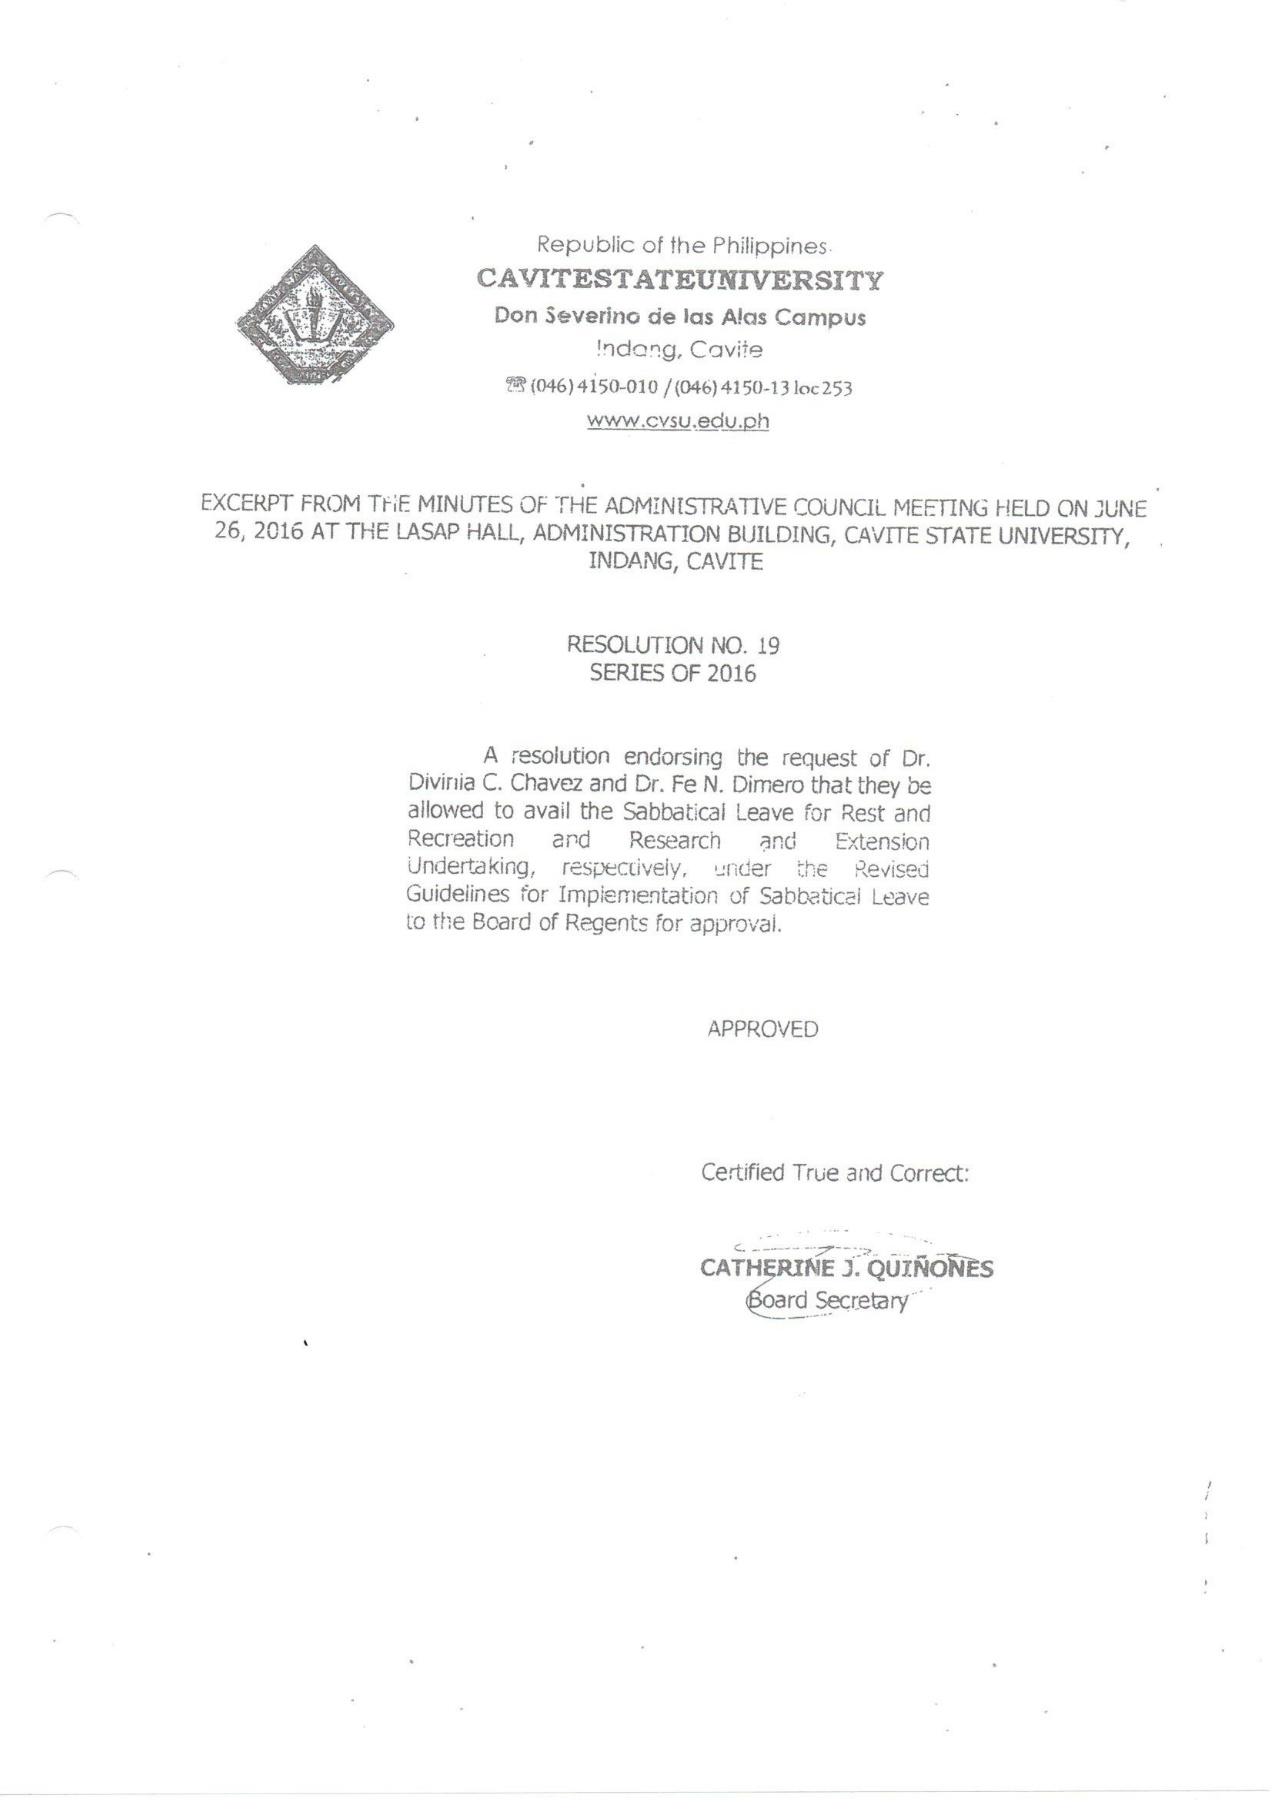 Republic of the Philippines
CAVITESTATEUNIVERSITY
Don Severino de las Alas Campus
Indang, Cavite
☎ (046) 4150-010 / (046) 4150-13 loc 253
www.cvsu.edu.ph
EXCERPT FROM THE MINUTES OF THE ADMINISTRATIVE COUNCIL MEETING HELD ON JUNE
26, 2016 AT THE LASAP HALL, ADMINISTRATION BUILDING, CAVITE STATE UNIVERSITY,
INDANG, CAVITE
RESOLUTION NO. 19
SERIES OF 2016
A resolution endorsing the request of Dr.
Divinia C. Chavez and Dr. Fe N. Dimero that they be
allowed to avail the Sabbatical Leave for Rest and
Recreation and Research and Extension
Undertaking, respectively, under the Revised
Guidelines for Implementation of Sabbatical Leave
to the Board of Regents for approval.
APPROVED
Certified True and Correct:
CATHERINE J. QUIÑONES
Board Secretary